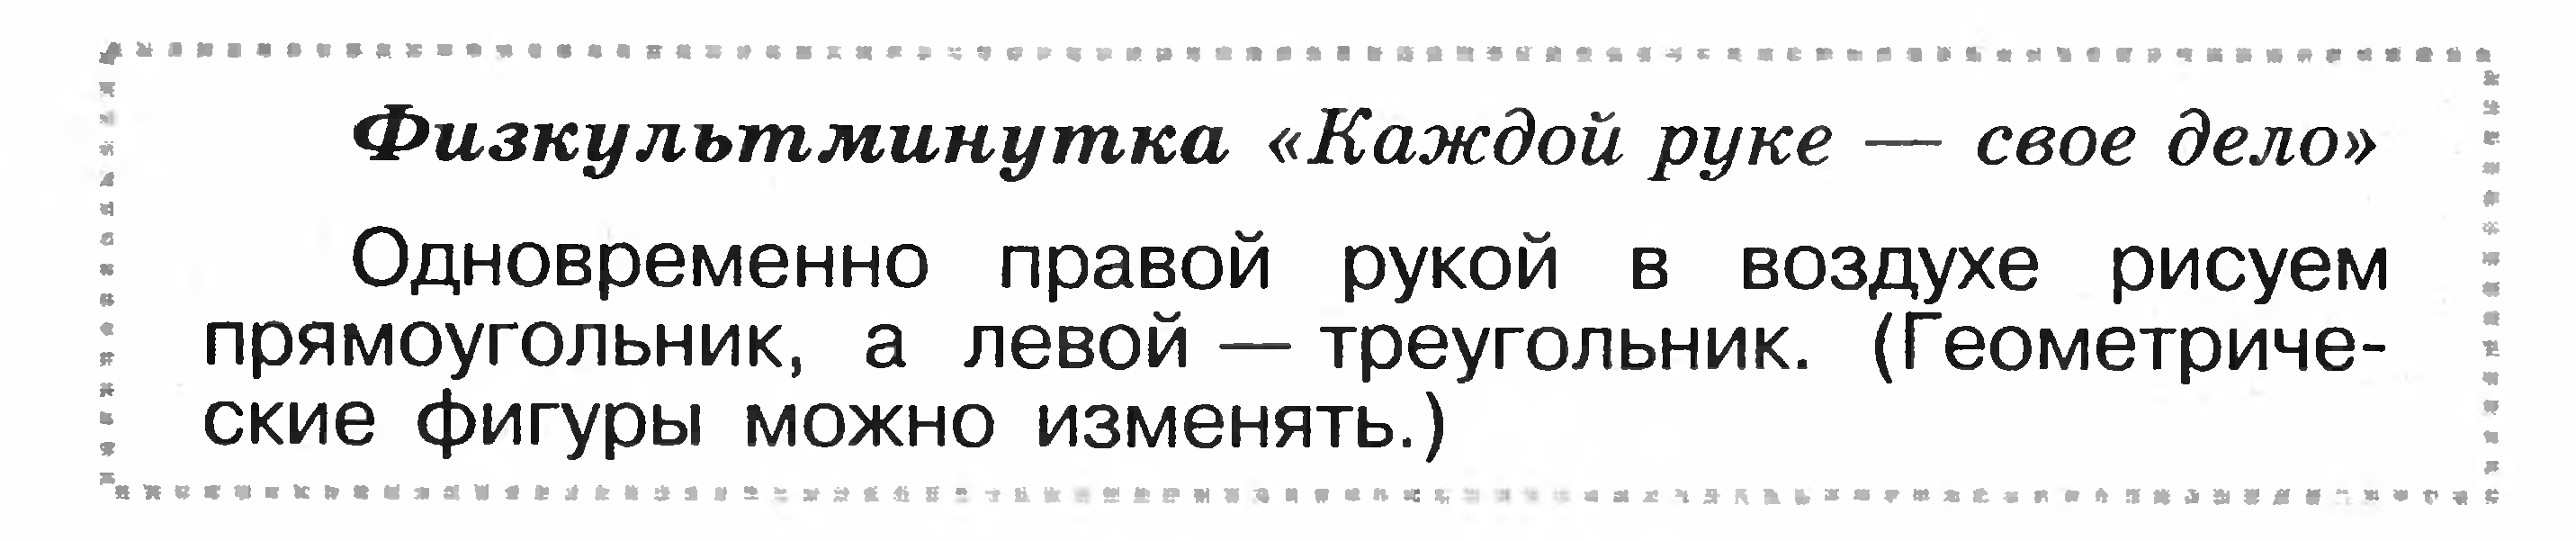 Физкультминутка «Каждой руке — свое дело»
Одновременно правой рукой в воздухе рисуем
прямоугольник, а левой — треугольник. (Геометриче-
ские фигуры можно изменять.)